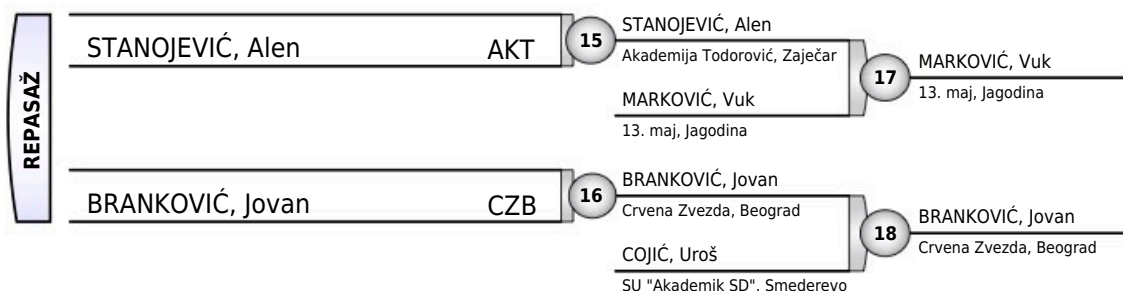 REPASAŽ
STANOJEVIĆ, Alen AKT
15
STANOJEVIĆ, Alen
Akademija Todorović, Zaječar
MARKOVIĆ, Vuk
13. maj, Jagodina
17
MARKOVIĆ, Vuk
13. maj, Jagodina
BRANKOVIĆ, Jovan CZB
16
BRANKOVIĆ, Jovan
Crvena Zvezda, Beograd
COJIĆ, Uroš
SU "Akademik SD", Smederevo
18
BRANKOVIĆ, Jovan
Crvena Zvezda, Beograd